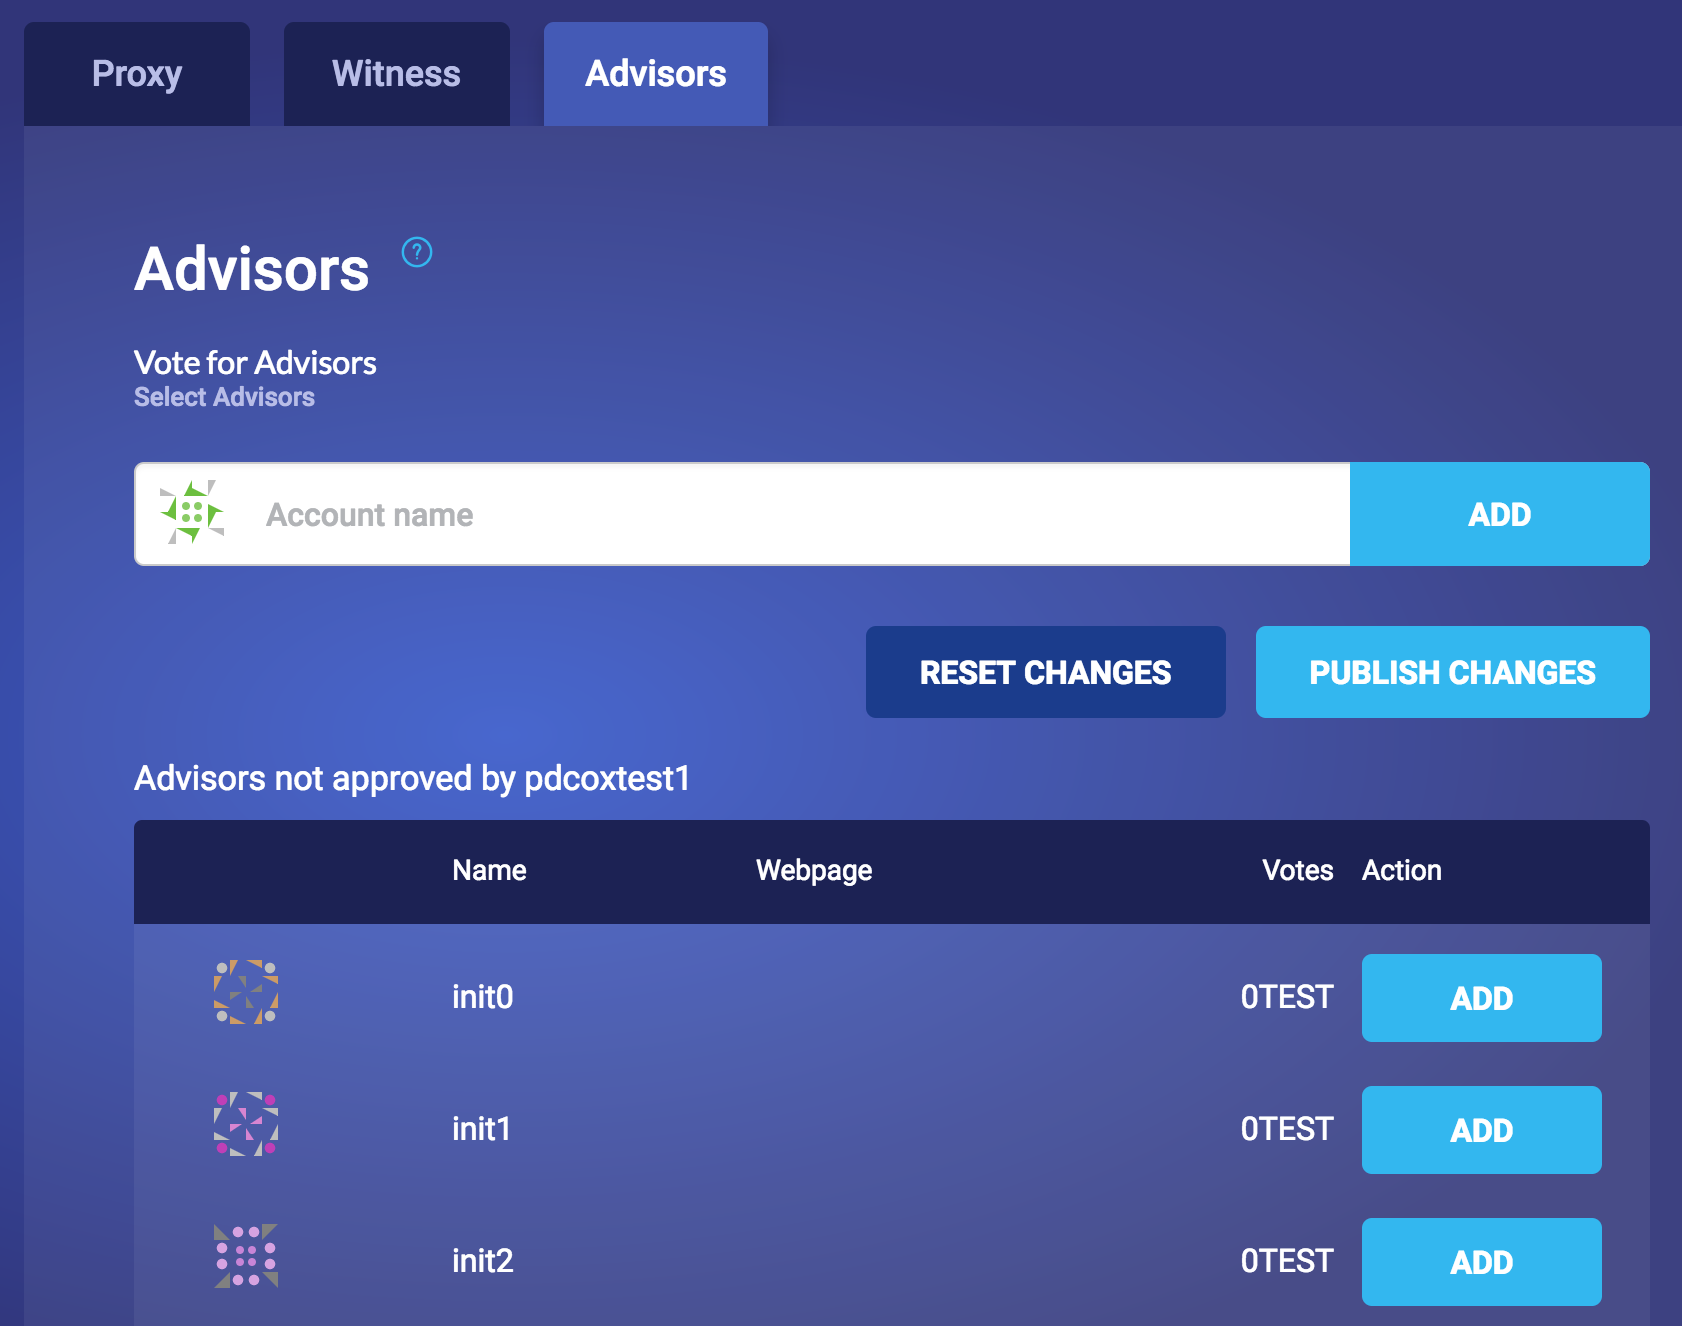 Proxy Witness Advisors
Advisors ?
Vote for Advisors
Select Advisors
Account name ADD
RESET CHANGES PUBLISH CHANGES
Advisors not approved by pdcoxtest1
Name Webpage Votes Action
init0 0TEST ADD
init1 0TEST ADD
init2 0TEST ADD